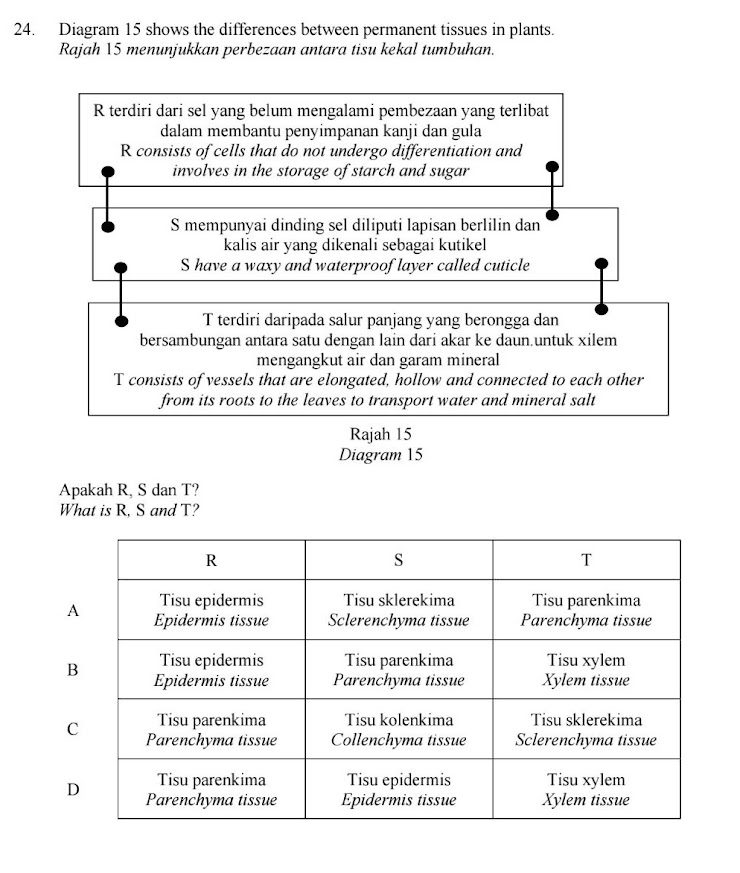 24. Diagram 15 shows the differences between permanent tissues in plants.
Rajah 15 menunjukkan perbezaan antara tisu kekal tumbuhan.
R terdiri dari sel yang belum mengalami pembezaan yang terlibat
dalam membantu penyimpanan kanji dan gula
R consists of cells that do not undergo differentiation and
involves in the storage of starch and sugar
S mempunyai dinding sel diliputi lapisan berlilin dan
kalis air yang dikenali sebagai kutikel
S have a waxy and waterproof layer called cuticle
T terdiri daripada salur panjang yang berongga dan
bersambungan antara satu dengan lain dari akar ke daun.untuk xilem
mengangkut air dan garam mineral
T consists of vessels that are elongated, hollow and connected to each other
from its roots to the leaves to transport water and mineral salt
Rajah 15
Diagram 15
Apakah R, S dan T?
What is R, S and T?
R S T
A Tisu epidermis Tisu sklerekima Tisu parenkima
Epidermis tissue Sclerenchyma tissue Parenchyma tissue
B Tisu epidermis Tisu parenkima Tisu xylem
Epidermis tissue Parenchyma tissue Xylem tissue
C Tisu parenkima Tisu kolenkima Tisu sklerekima
Parenchyma tissue Collenchyma tissue Sclerenchyma tissue
D Tisu parenkima Tisu epidermis Tisu xylem
Parenchyma tissue Epidermis tissue Xylem tissue